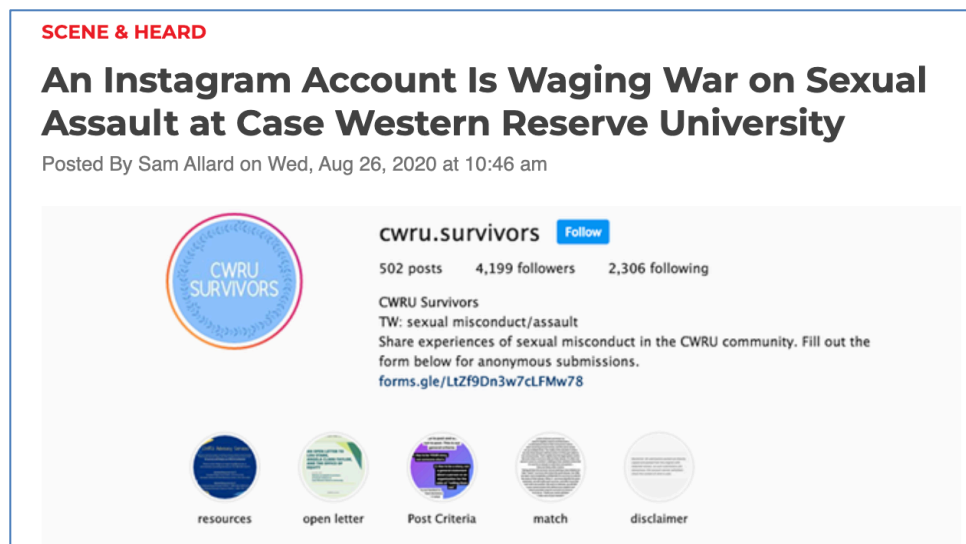 SCENE & HEARD
An Instagram Account Is Waging War on Sexual
Assault at Case Western Reserve University
Posted By Sam Allard on Wed, Aug 26, 2020 at 10:46 am
CWRU
SURVIVORS
cwru.survivors Follow
502 posts 4,199 followers 2,306 following
CWRU Survivors
TW: sexual misconduct/assault
Share experiences of sexual misconduct in the CWRU community. Fill out the
form below for anonymous submissions.
forms.gle/LtZf9Dn3w7cLFMw78
resources open letter Post Criteria match disclaimer